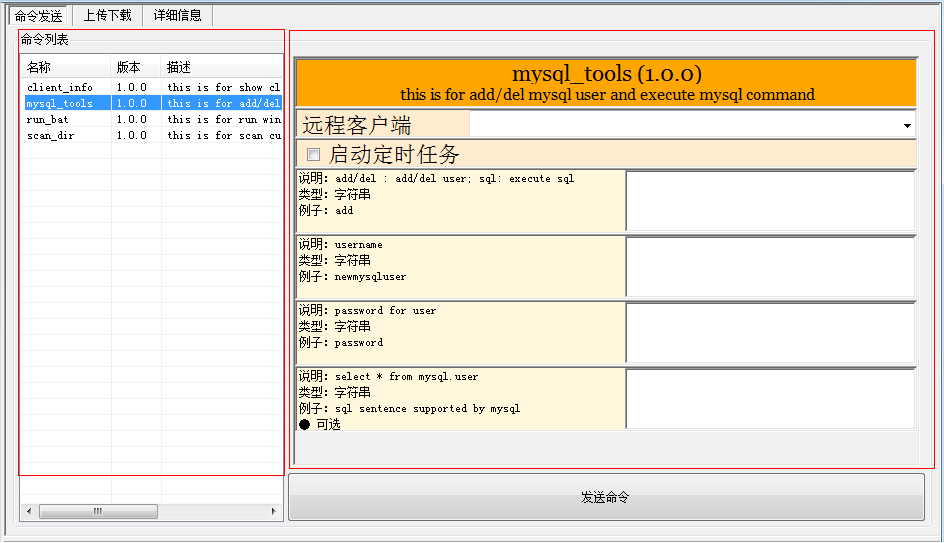 命令发送 上传下载 详细信息
命令列表
名称 版本 描述
client_info 1.0.0 this is for show cl
mysql_tools 1.0.0 this is for add/del
run_bat 1.0.0 this is for run win
scan_dir 1.0.0 this is for scan cu
mysql_tools (1.0.0)
this is for add/del mysql user and execute mysql command
远程客户端
启动定时任务
说明: add/del : add/del user; sql: execute sql
类型: 字符串
例子: add
说明: username
类型: 字符串
例子: newmysqluser
说明: password for user
类型: 字符串
例子: password
说明: select * from mysql.user
类型: 字符串
例子: sql sentence supported by mysql
● 可选
发送命令